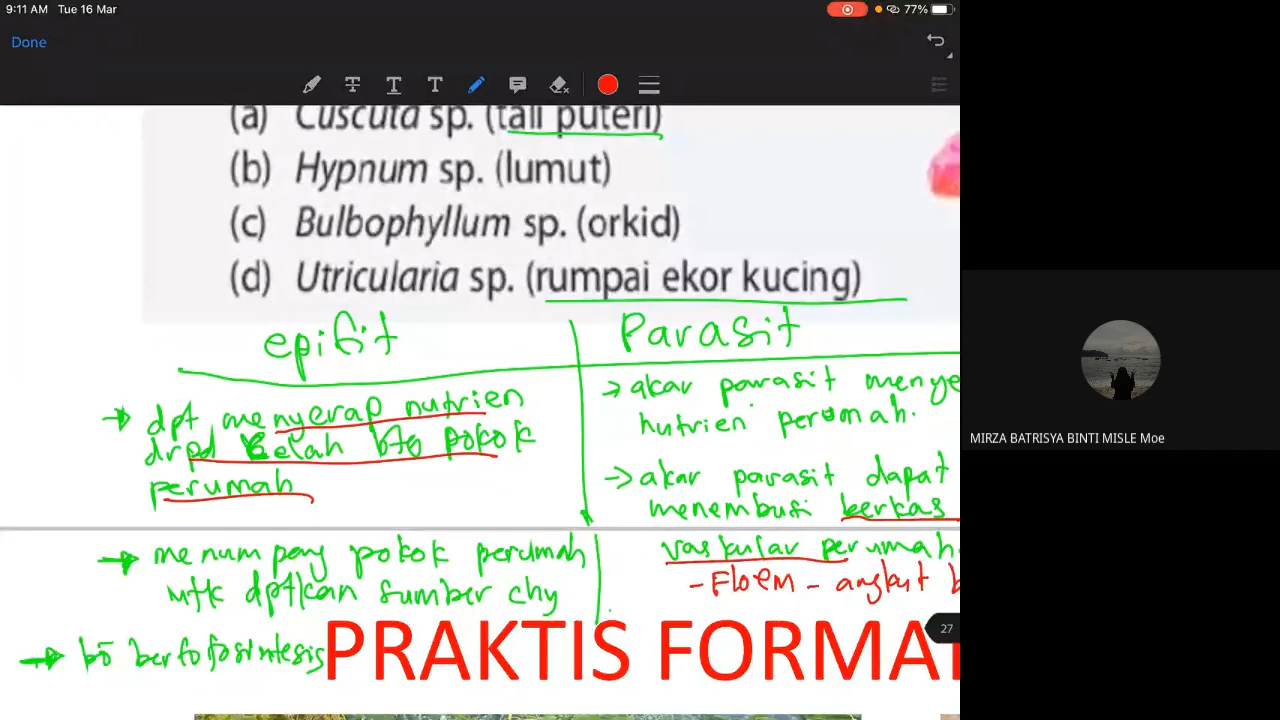 9:11 AM Tue 16 Mar
77%
Done
(a) Cuscuta sp. (tali puteri)
(b) Hypnum sp. (lumut)
(c) Bulbophyllum sp. (orkid)
(d) Utricularia sp. (rumpai ekor kucing)
epifit
Parasit
→ dpt menyerap nutrien
drpd celah btg pokok
perumah
→ menumpang pokok perumah
utk dptkan sumber chy
→ bo berfotosintesis
→ akar parasit menye
nutrien perumah.
→ akar parasit dapat
menembusi berkas
vaskular perumah.
- Floem - angkut b
27
PRAKTIS FORMA
MIRZA BATRISYA BINTI MISLE Moe